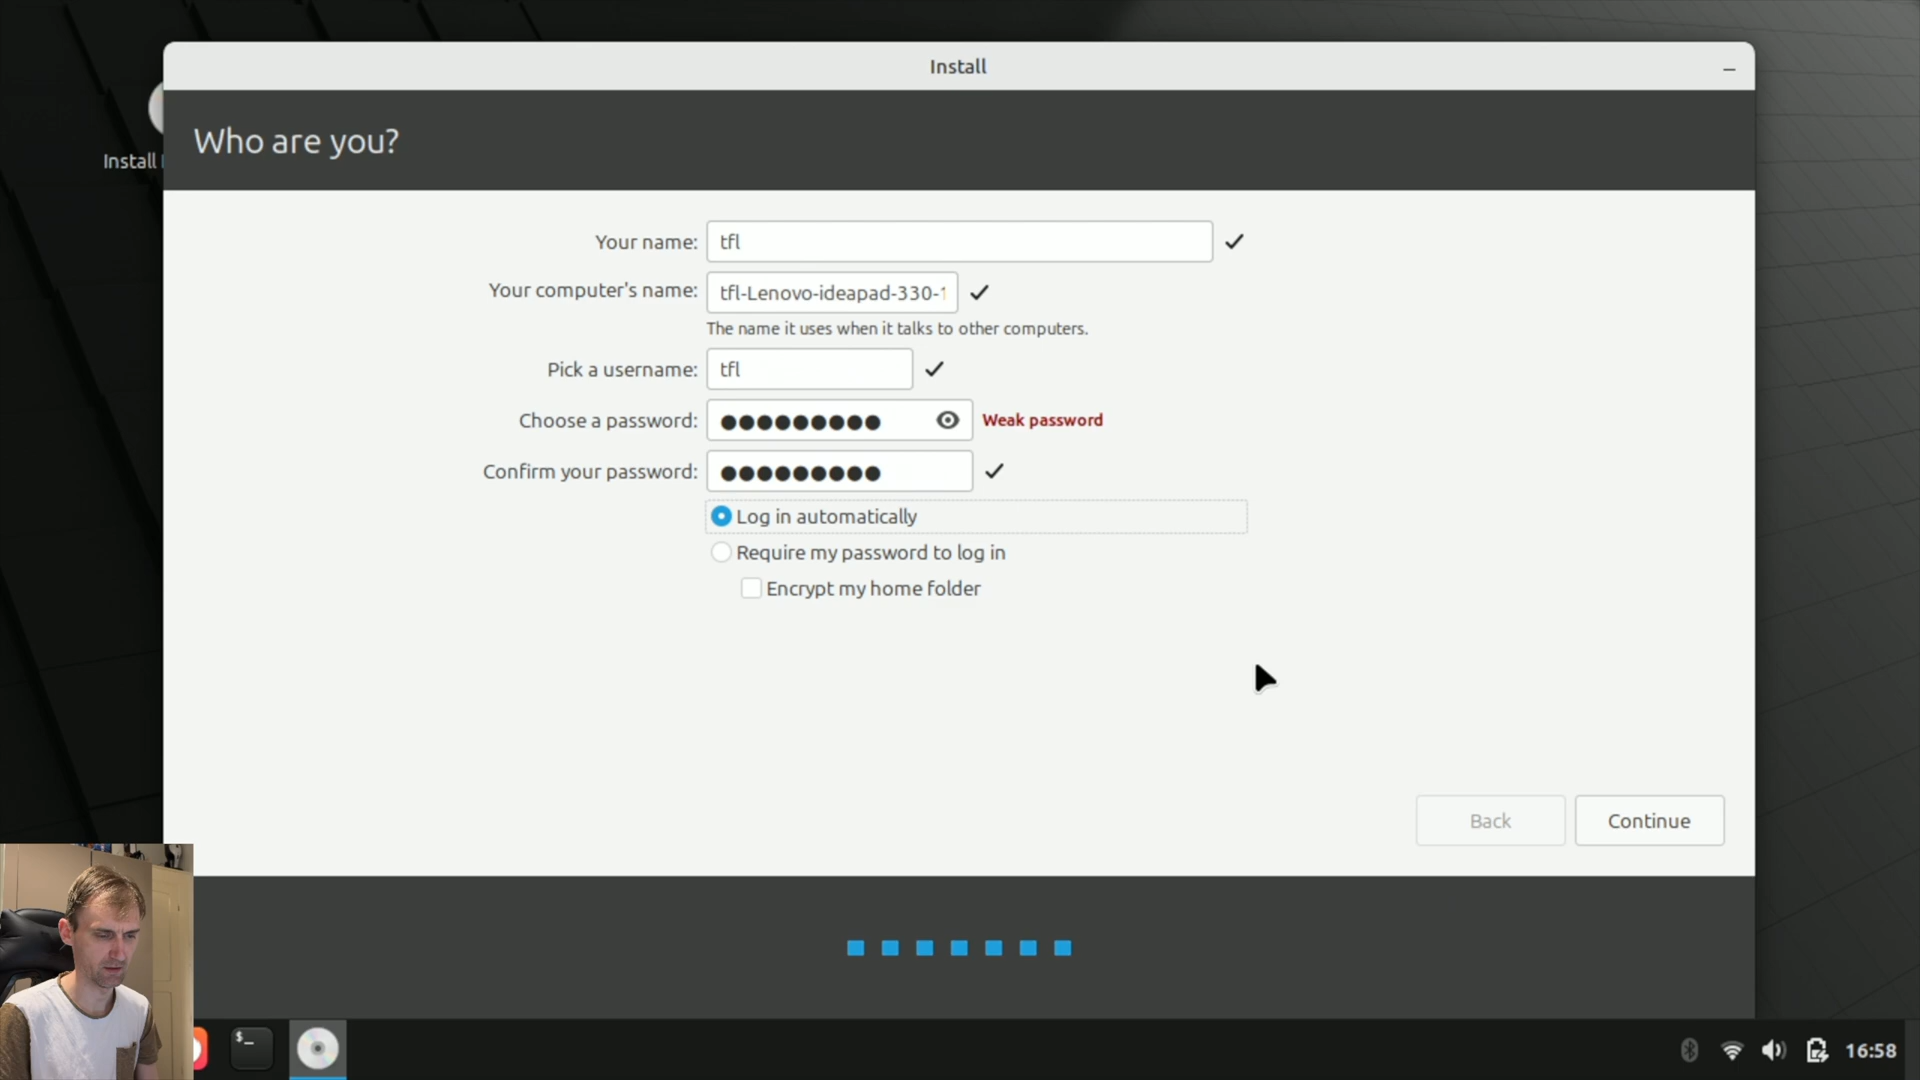 Install
Who are you?
Install
Your name: tfl
Your computer's name: tfl-Lenovo-ideapad-330-1
The name it uses when it talks to other computers.
Pick a username: tfl
Choose a password: ●●●●●●●●● Weak password
Confirm your password: ●●●●●●●●●
Log in automatically
Require my password to log in
Encrypt my home folder
Back Continue
$_
16:58